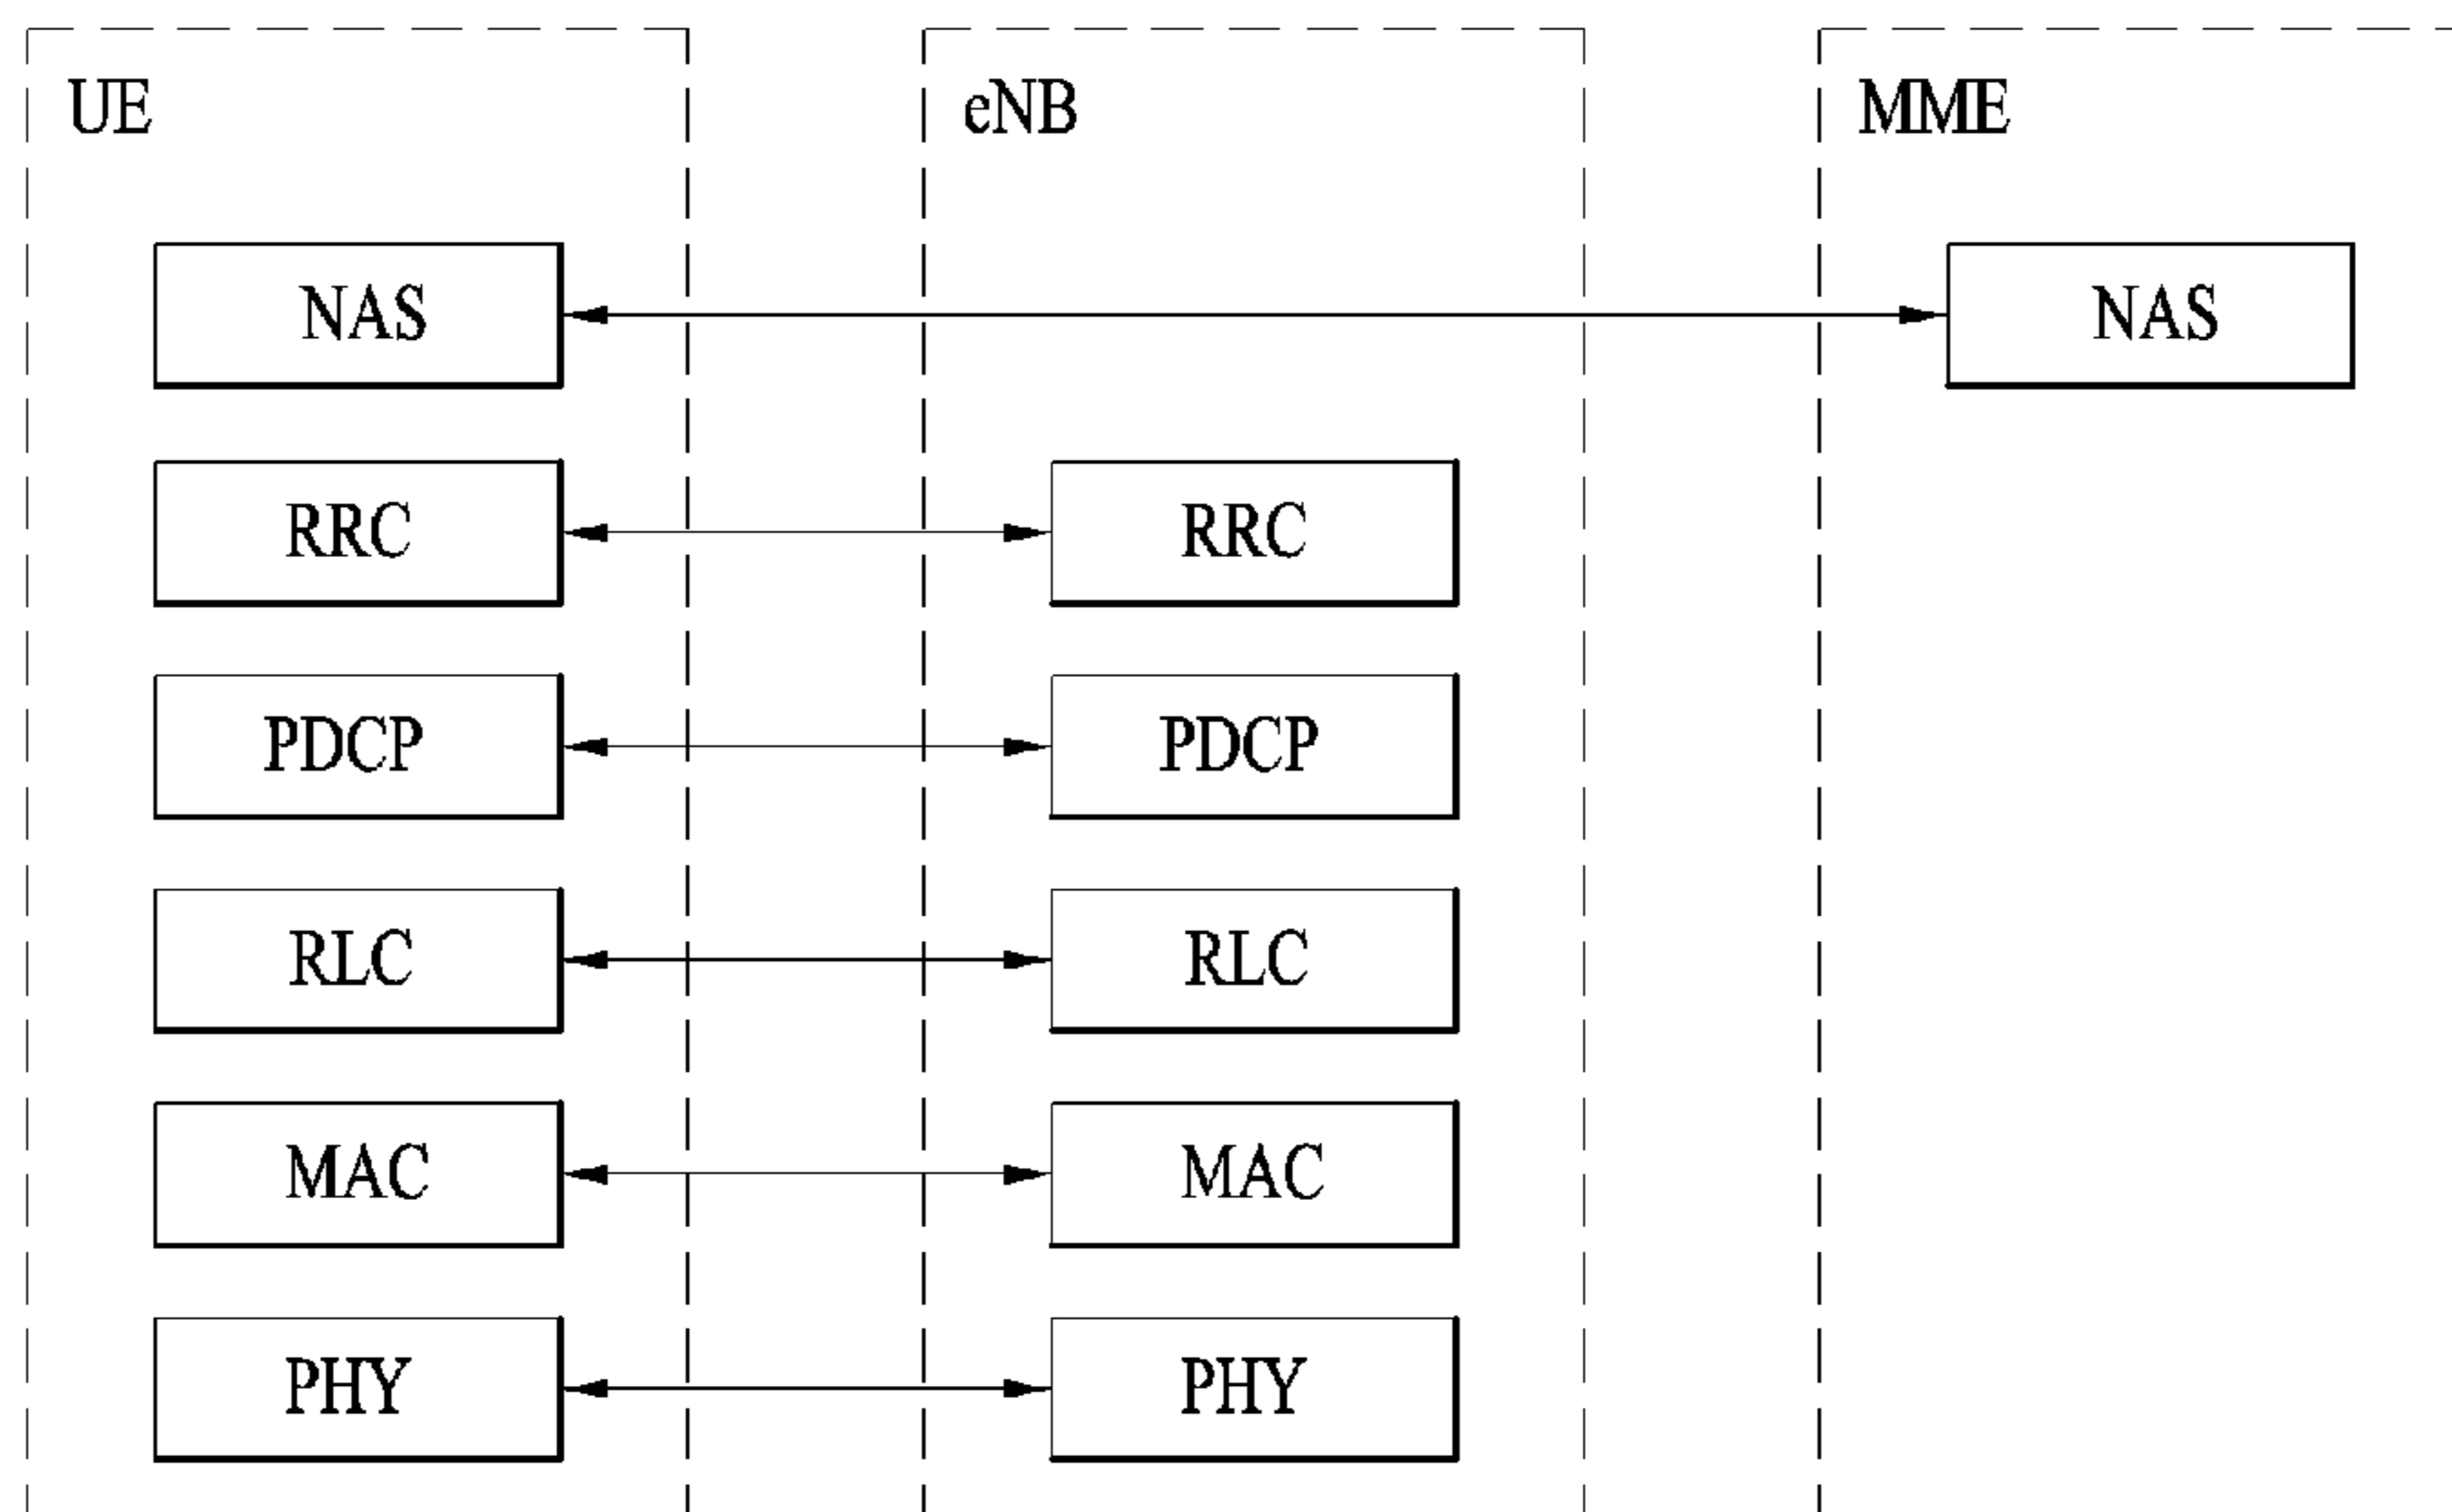 UE eNB MME
NAS NAS
RRC RRC
PDCP PDCP
RLC RLC
MAC MAC
PHY PHY